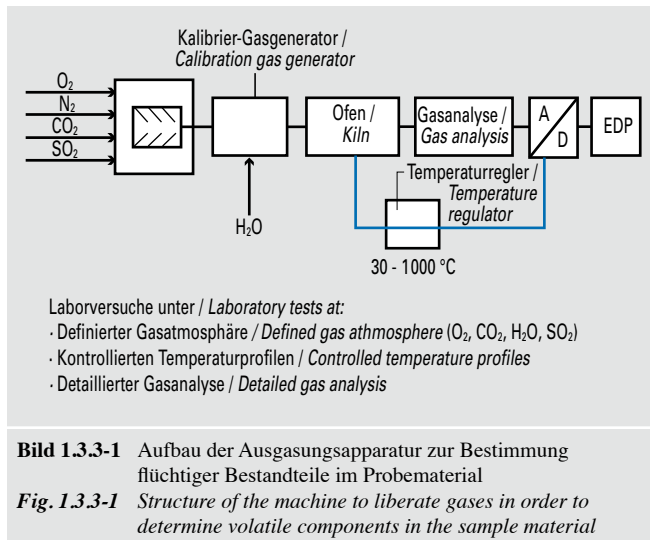 Kalibrier-Gasgenerator /
Calibration gas generator
O₂
N₂
CO₂
SO₂
H₂O
Ofen /
Kiln
Gasanalyse /
Gas analysis
A
D
EDP
Temperaturregler /
Temperature
regulator
30 - 1000 °C
Laborversuche unter / Laboratory tests at:
· Definierter Gasatmosphäre / Defined gas athmosphere (O₂, CO₂, H₂O, SO₂)
· Kontrollierten Temperaturprofilen / Controlled temperature profiles
· Detaillierter Gasanalyse / Detailed gas analysis
Bild 1.3.3-1 Aufbau der Ausgasungsapparatur zur Bestimmung
flüchtiger Bestandteile im Probematerial
Fig. 1.3.3-1 Structure of the machine to liberate gases in order to
determine volatile components in the sample material